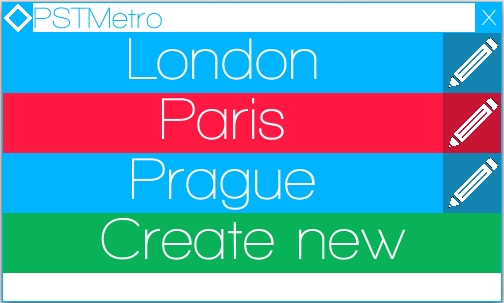 PSTMetro X
London
Paris
Prague
Create new